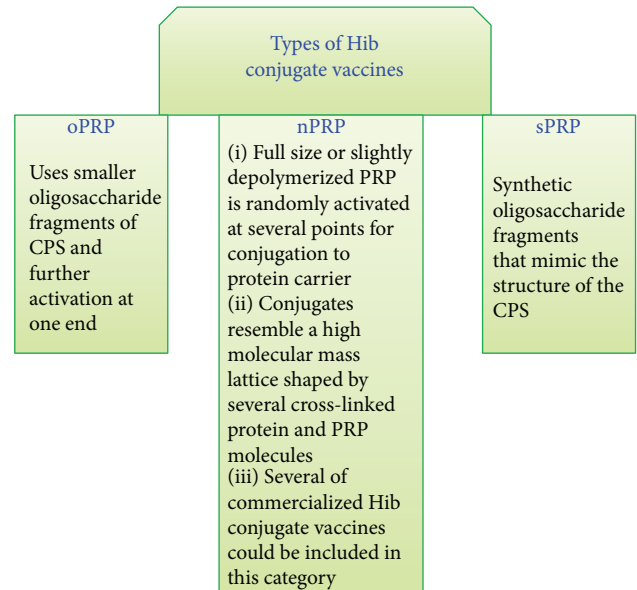 Types of Hib
conjugate vaccines
oPRP
Uses smaller
oligosaccharide
fragments of
CPS and
further
activation at
one end
nPRP
(i) Full size or slightly
depolymerized PRP
is randomly activated
at several points for
conjugation to
protein carrier
(ii) Conjugates
resemble a high
molecular mass
lattice shaped by
several cross-linked
protein and PRP
molecules
(iii) Several of
commercialized Hib
conjugate vaccines
could be included in
this category
sPRP
Synthetic
oligosaccharide
fragments
that mimic the
structure of the
CPS